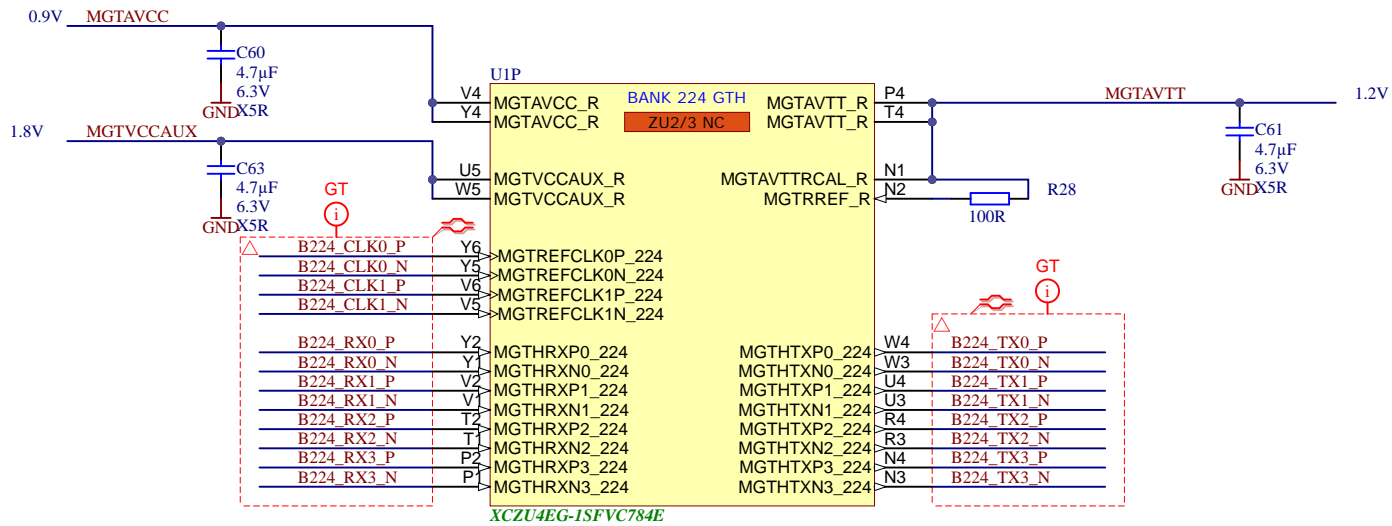 0.9V
MGTAVCC
C60
4.7µF
6.3V
X5R
GND
1.8V
MGTVCCAUX
C63
4.7µF
6.3V
X5R
GND
U1P
BANK 224 GTH
ZU2/3 NC
V4 MGTAVCC_R
Y4 MGTAVCC_R
U5 MGTVCCAUX_R
W5 MGTVCCAUX_R
MGTAVTT_R P4
MGTAVTT_R T4
MGTAVTTRCAL_R N1
MGTRREF_R N2
MGTAVTT
1.2V
C61
4.7µF
6.3V
X5R
GND
R28
100R
GT
i
B224_CLK0_P Y6 MGTREFCLK0P_224
B224_CLK0_N Y5 MGTREFCLK0N_224
B224_CLK1_P V6 MGTREFCLK1P_224
B224_CLK1_N V5 MGTREFCLK1N_224
B224_RX0_P Y2 MGTHRXP0_224
B224_RX0_N Y1 MGTHRXN0_224
B224_RX1_P V2 MGTHRXP1_224
B224_RX1_N V1 MGTHRXN1_224
B224_RX2_P T2 MGTHRXP2_224
B224_RX2_N T1 MGTHRXN2_224
B224_RX3_P P2 MGTHRXP3_224
B224_RX3_N P1 MGTHRXN3_224
GT
i
MGTHTXP0_224 W4 B224_TX0_P
MGTHTXN0_224 W3 B224_TX0_N
MGTHTXP1_224 U4 B224_TX1_P
MGTHTXN1_224 U3 B224_TX1_N
MGTHTXP2_224 R4 B224_TX2_P
MGTHTXN2_224 R3 B224_TX2_N
MGTHTXP3_224 N4 B224_TX3_P
MGTHTXN3_224 N3 B224_TX3_N
XCZU4EG-1SFVC784E